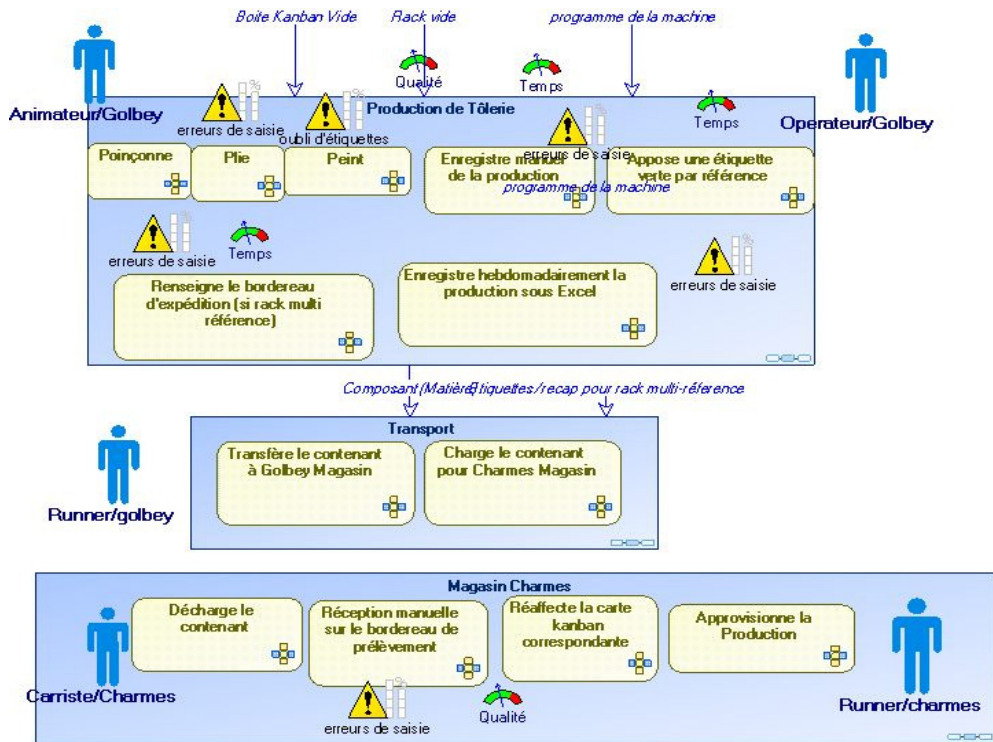 Boite Kanban Vide
Rack vide
programme de la machine
Qualité
Temps
Temps
Animateur/Golbey
Operateur/Golbey
Production de Tôlerie
erreurs de saisie
oubli d'étiquettes
erreurs de saisie
Poinçonne
Plie
Peint
Enregistre manuel
de la production
programme de la machine
Appose une étiquette
verte par référence
erreurs de saisie
Temps
erreurs de saisie
Renseigne le bordereau
d'expédition (si rack multi
référence)
Enregistre hebdomadairement la
production sous Excel
Composant (Matière)
Etiquettes/recap pour rack multi-réference
Transport
Transfère le contenant
à Golbey Magasin
Charge le contenant
pour Charmes Magasin
Runner/golbey
Magasin Charmes
Décharge le
contenant
Réception manuelle
sur le bordereau de
prélèvement
Réaffecte la carte
kanban
correspondante
Approvisionne la
Production
Carriste/Charmes
Runner/charmes
erreurs de saisie
Qualité